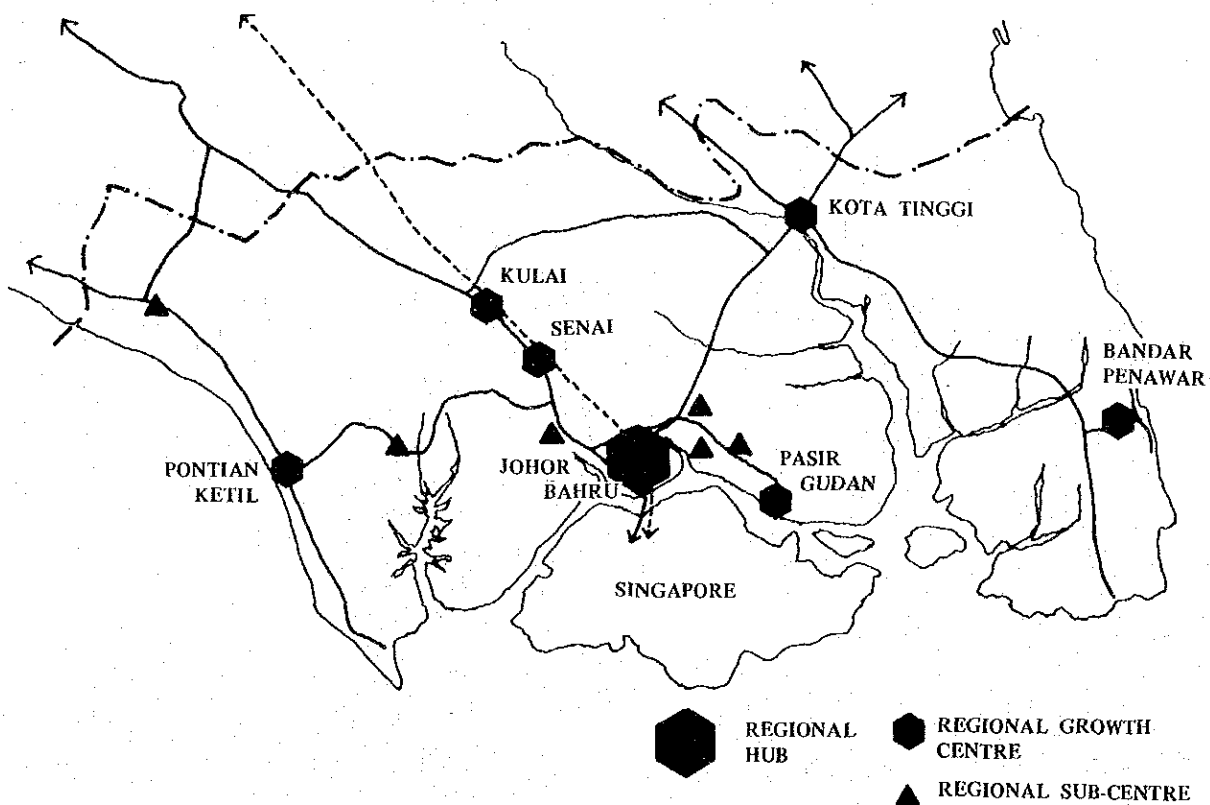 KOTA TINGGI
KULAI
SENAI
BANDAR
PENAWAR
PONTIAN
KETIL
JOHOR
BAHRU
PASIR
GUDAN
SINGAPORE
REGIONAL
HUB
REGIONAL GROWTH
CENTRE
REGIONAL SUB-CENTRE